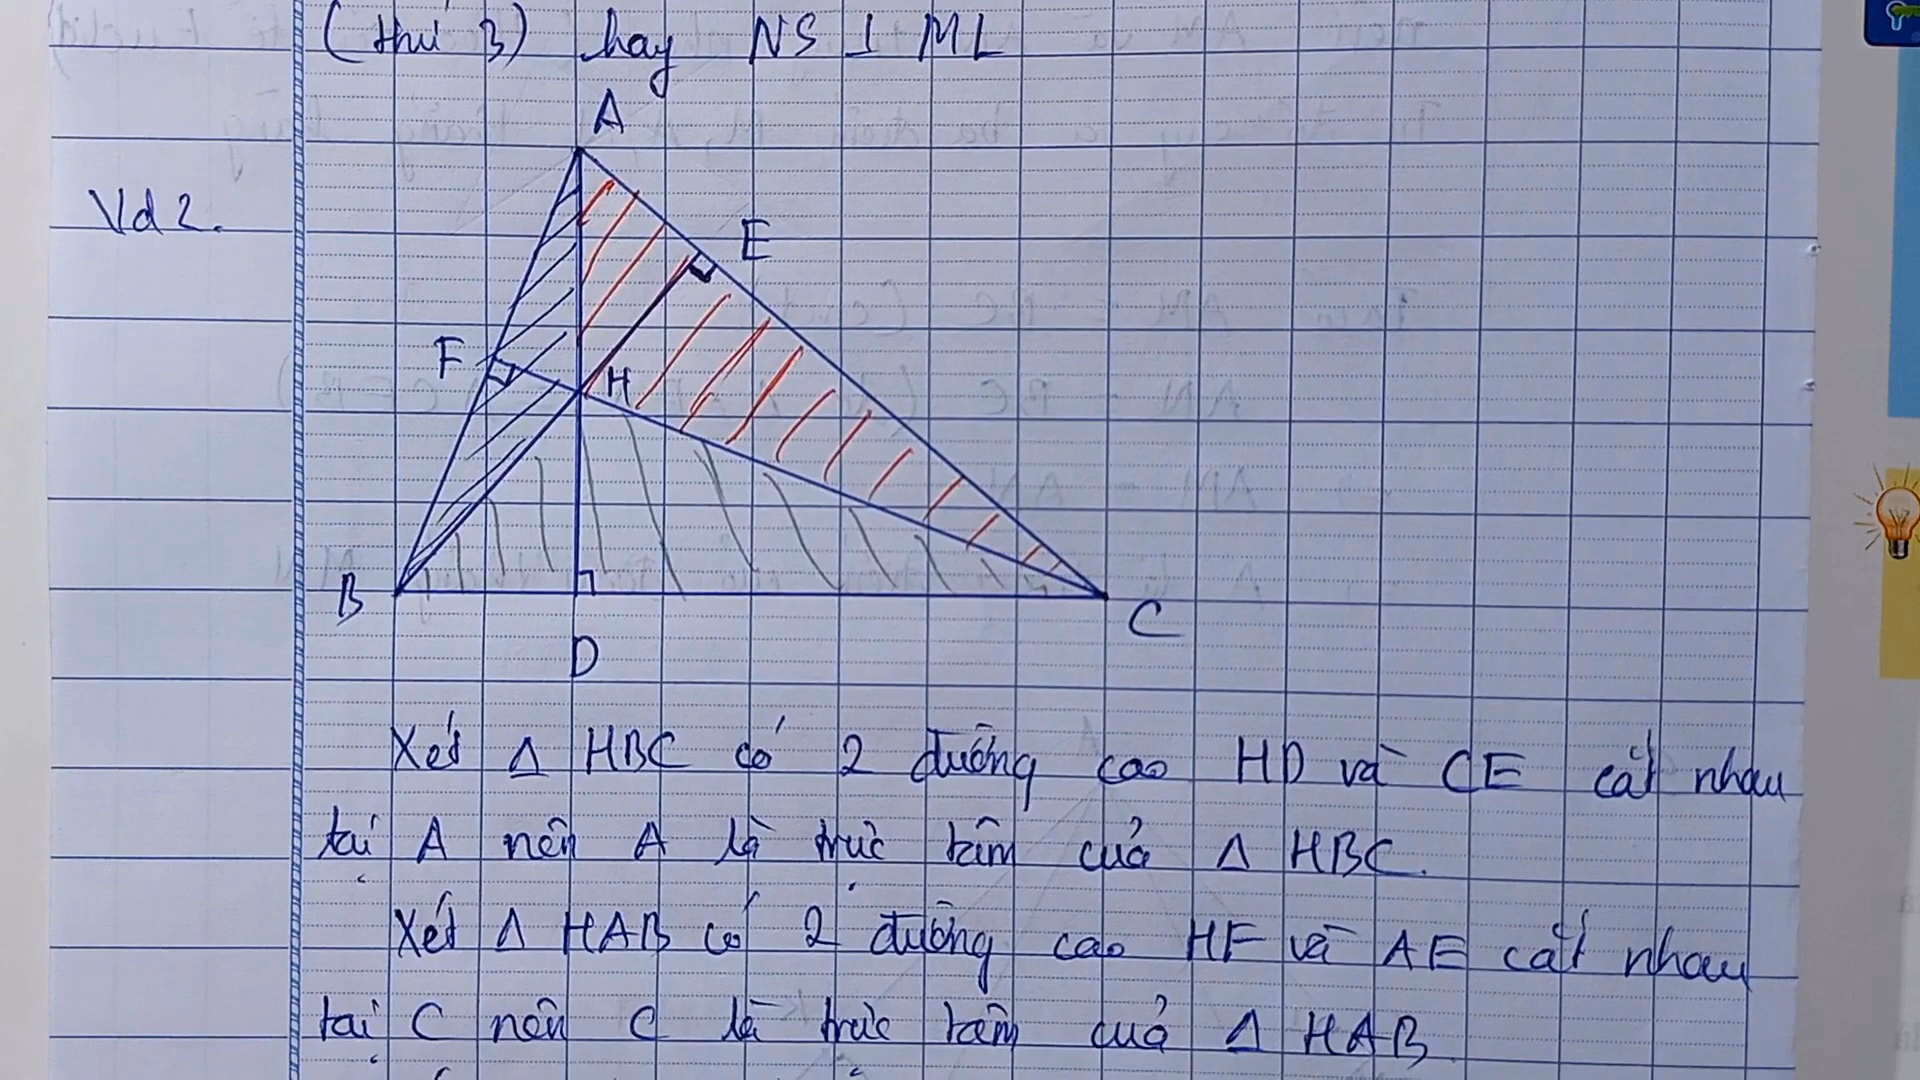 (thứ 3) hay NS ⊥ ML
A
Vd 2.
E
F
H
B
C
D
Xét Δ HBC có 2 đường cao HD và CE cắt nhau
tại A nên A là trực tâm của Δ HBC.
Xét Δ HAB có 2 đường cao HF và AE cắt nhau
tại C nên C là trực tâm của Δ HAB